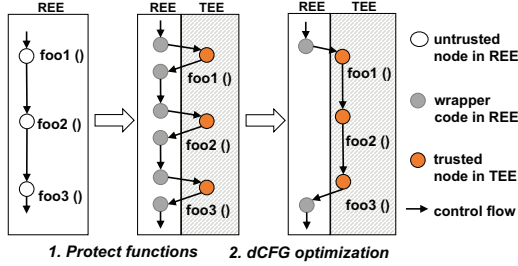 REE
REE TEE
REE TEE
foo1 ()
foo2 ()
foo3 ()
foo1 ()
foo2 ()
foo3 ()
foo1 ()
foo2 ()
foo3 ()
untrusted
node in REE
wrapper
code in REE
trusted
node in TEE
control flow
1. Protect functions
2. dCFG optimization